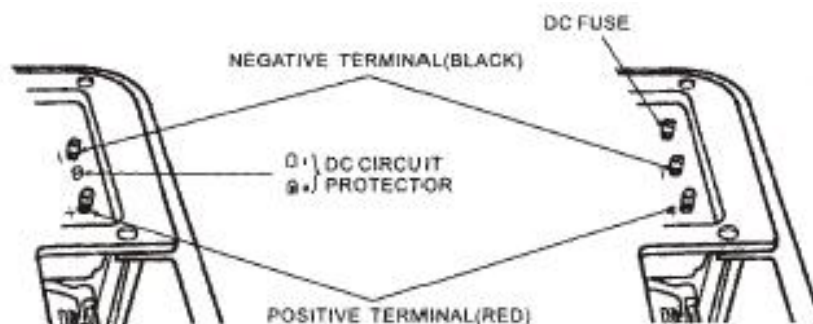 DC FUSE
NEGATIVE TERMINAL(BLACK)
DC CIRCUIT
PROTECTOR
POSITIVE TERMINAL(RED)